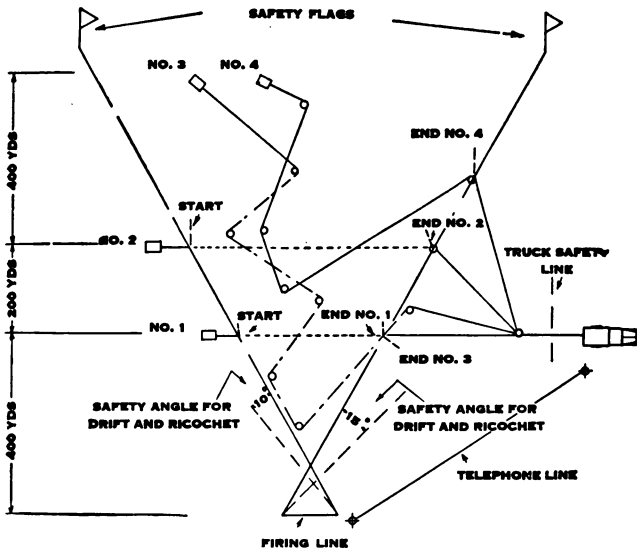 SAFETY FLAGS
NO. 3
NO. 4
END NO. 4
400 YDS
START
END NO. 2
NO. 2
TRUCK SAFETY
LINE
200 YDS
NO. 1
START
END NO. 1
END NO. 3
SAFETY ANGLE FOR
DRIFT AND RICOCHET
10°
15°
SAFETY ANGLE FOR
DRIFT AND RICOCHET
400 YDS
TELEPHONE LINE
FIRING LINE